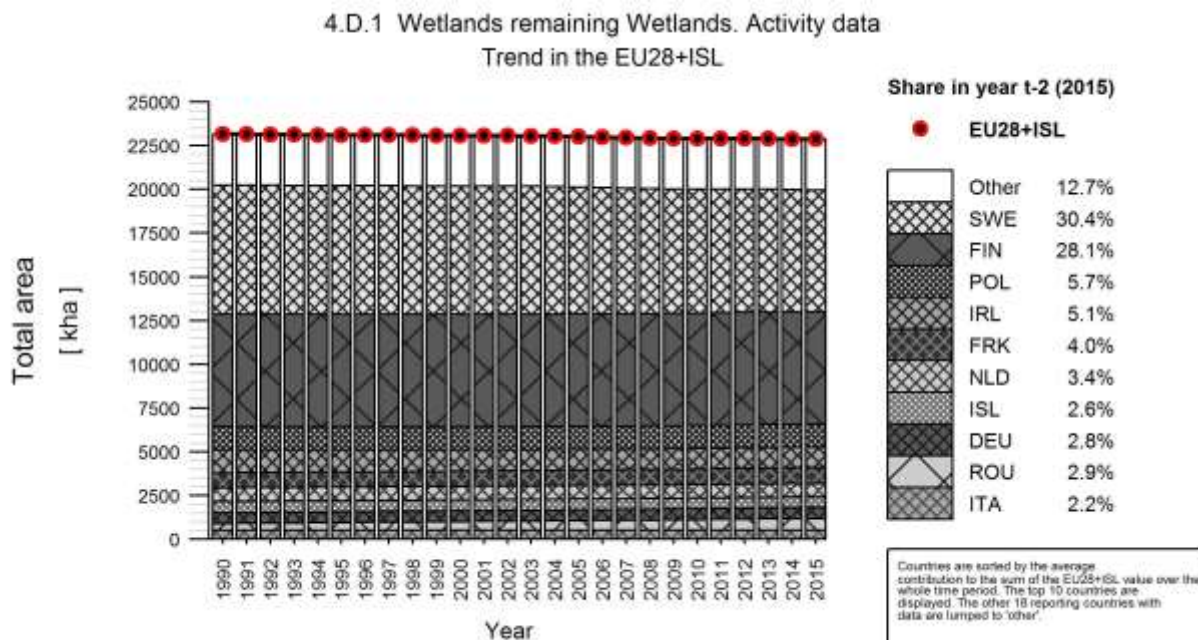 4.D.1 Wetlands remaining Wetlands. Activity data
Trend in the EU28+ISL
Total area
[ kha ]
25000
22500
20000
17500
15000
12500
10000
7500
5000
2500
0
1990
1991
1992
1993
1994
1995
1996
1997
1998
1999
2000
2001
2002
2003
2004
2005
2006
2007
2008
2009
2010
2011
2012
2013
2014
2015
Year
Share in year t-2 (2015)
EU28+ISL
Other 12.7%
SWE 30.4%
FIN 28.1%
POL 5.7%
IRL 5.1%
FRK 4.0%
NLD 3.4%
ISL 2.6%
DEU 2.8%
ROU 2.9%
ITA 2.2%
Countries are sorted by the average
contribution to the sum of the EU28+ISL value over the
whole time period. The top 10 countries are
displayed. The other 18 reporting countries with
data are lumped to 'other'.